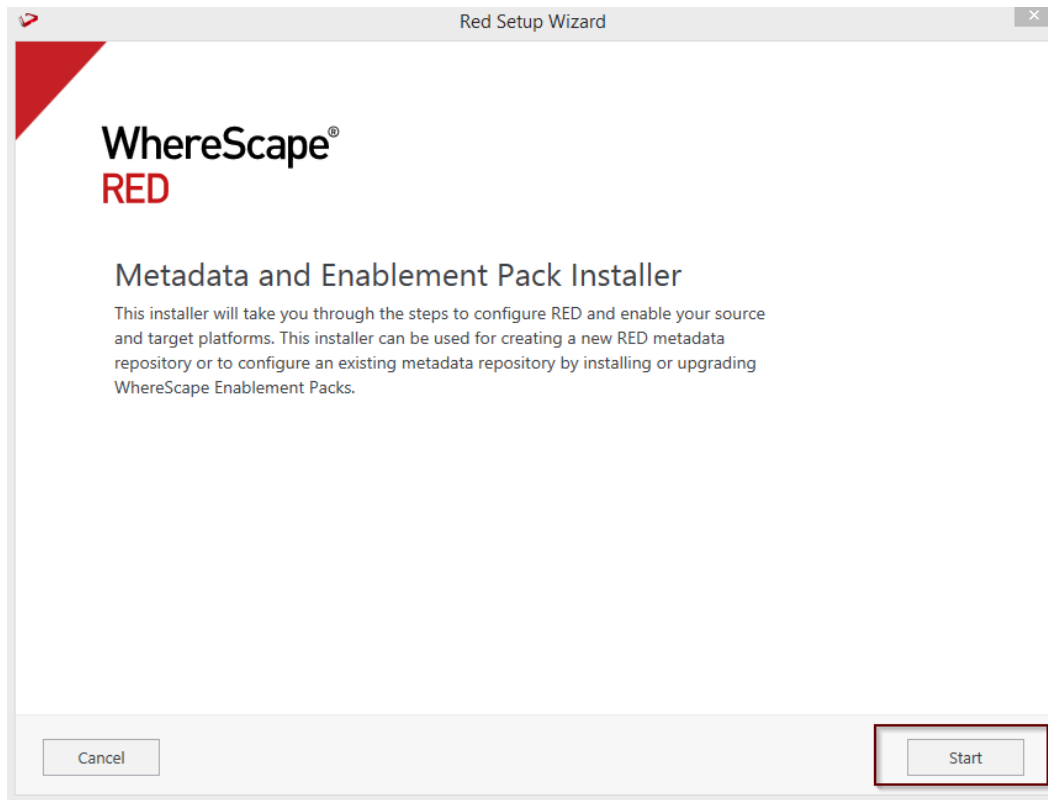 Red Setup Wizard
WhereScape®
RED
Metadata and Enablement Pack Installer
This installer will take you through the steps to configure RED and enable your source
and target platforms. This installer can be used for creating a new RED metadata
repository or to configure an existing metadata repository by installing or upgrading
WhereScape Enablement Packs.
Cancel
Start